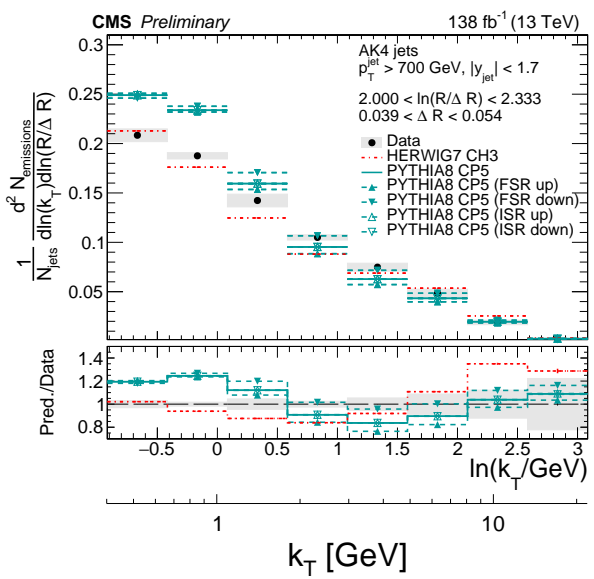 CMS Preliminary 138 fb⁻¹ (13 TeV)
AK4 jets
p_T^jet > 700 GeV, |y_jet| < 1.7
2.000 < ln(R/Δ R) < 2.333
0.039 < Δ R < 0.054
Data
HERWIG7 CH3
PYTHIA8 CP5
PYTHIA8 CP5 (FSR up)
PYTHIA8 CP5 (FSR down)
PYTHIA8 CP5 (ISR up)
PYTHIA8 CP5 (ISR down)
1/N_jets d² N_emissions / dln(k_T)dln(R/Δ R)
0.3
0.25
0.2
0.15
0.1
0.05
Pred./Data
1.4
1.2
1
0.8
−0.5 0 0.5 1 1.5 2 2.5 3
ln(k_T/GeV)
1 10
k_T [GeV]